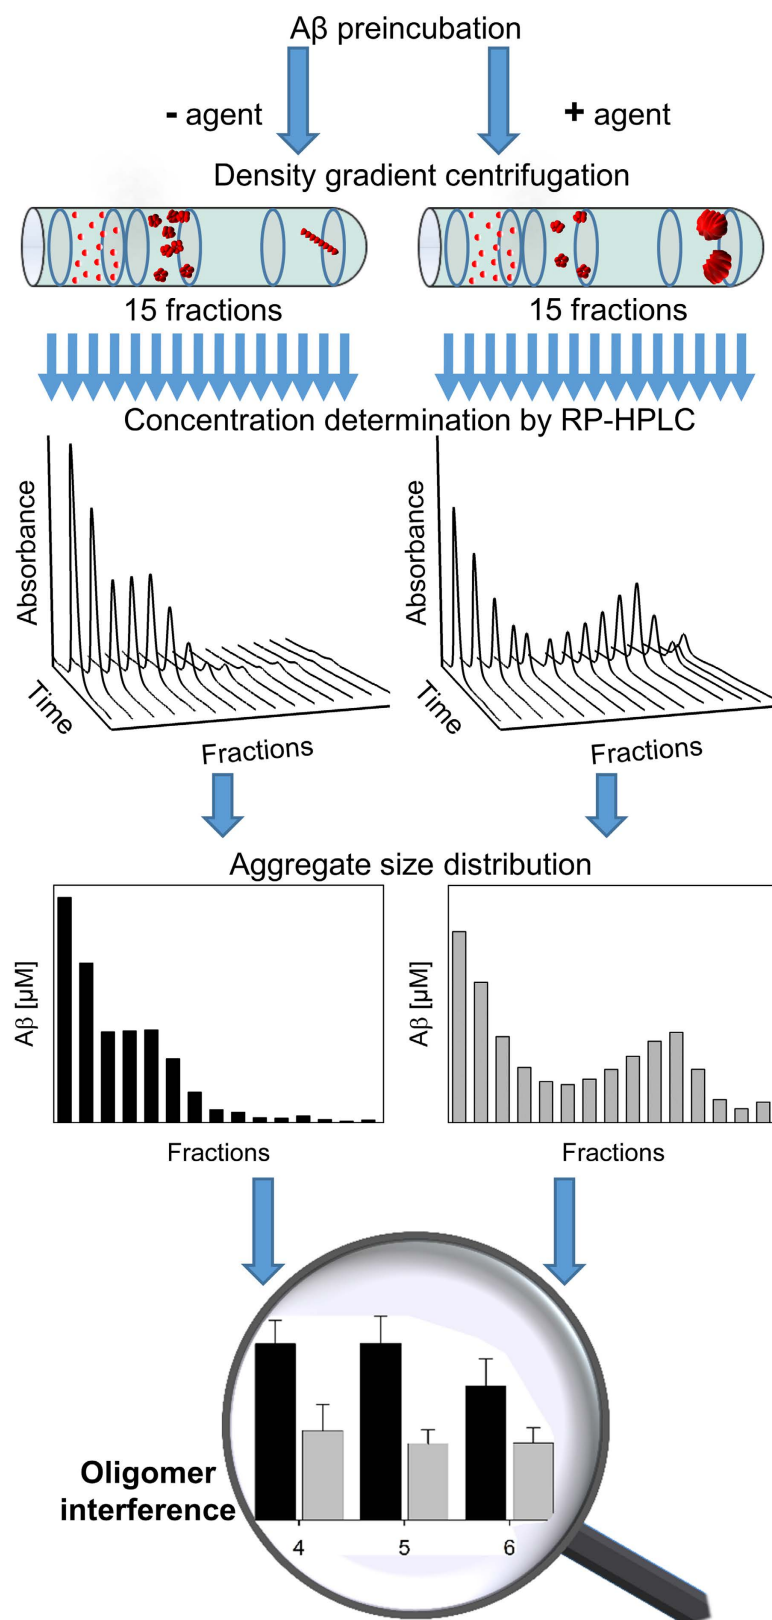 Aβ preincubation
- agent
+ agent
Density gradient centrifugation
15 fractions
15 fractions
Concentration determination by RP-HPLC
Absorbance
Time
Fractions
Absorbance
Time
Fractions
Aggregate size distribution
Aβ [µM]
Fractions
Aβ [µM]
Fractions
Oligomer
interference
4 5 6